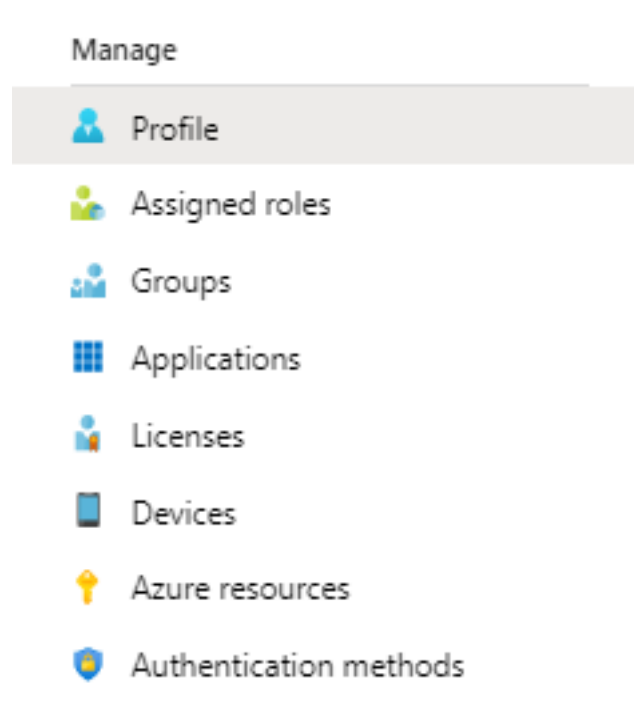 Manage
Profile
Assigned roles
Groups
Applications
Licenses
Devices
Azure resources
Authentication methods